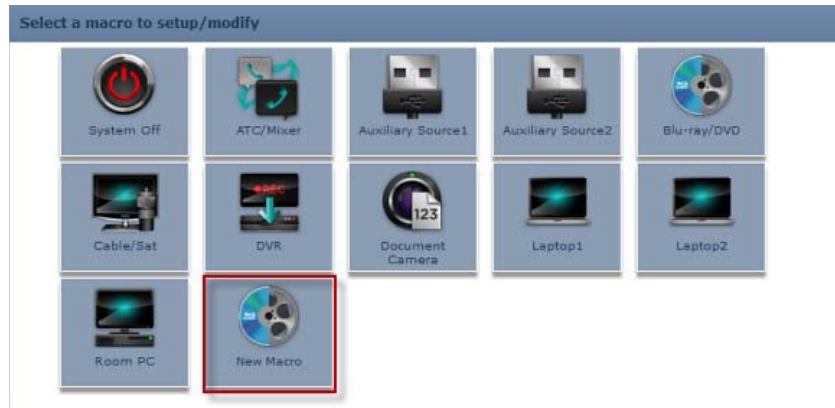 Select a macro to setup/modify
System Off
ATC/Mixer
Auxiliary Source1
Auxiliary Source2
Blu-ray/DVD
Cable/Sat
REC
DVR
123
Document
Camera
Laptop1
Laptop2
Room PC
New Macro